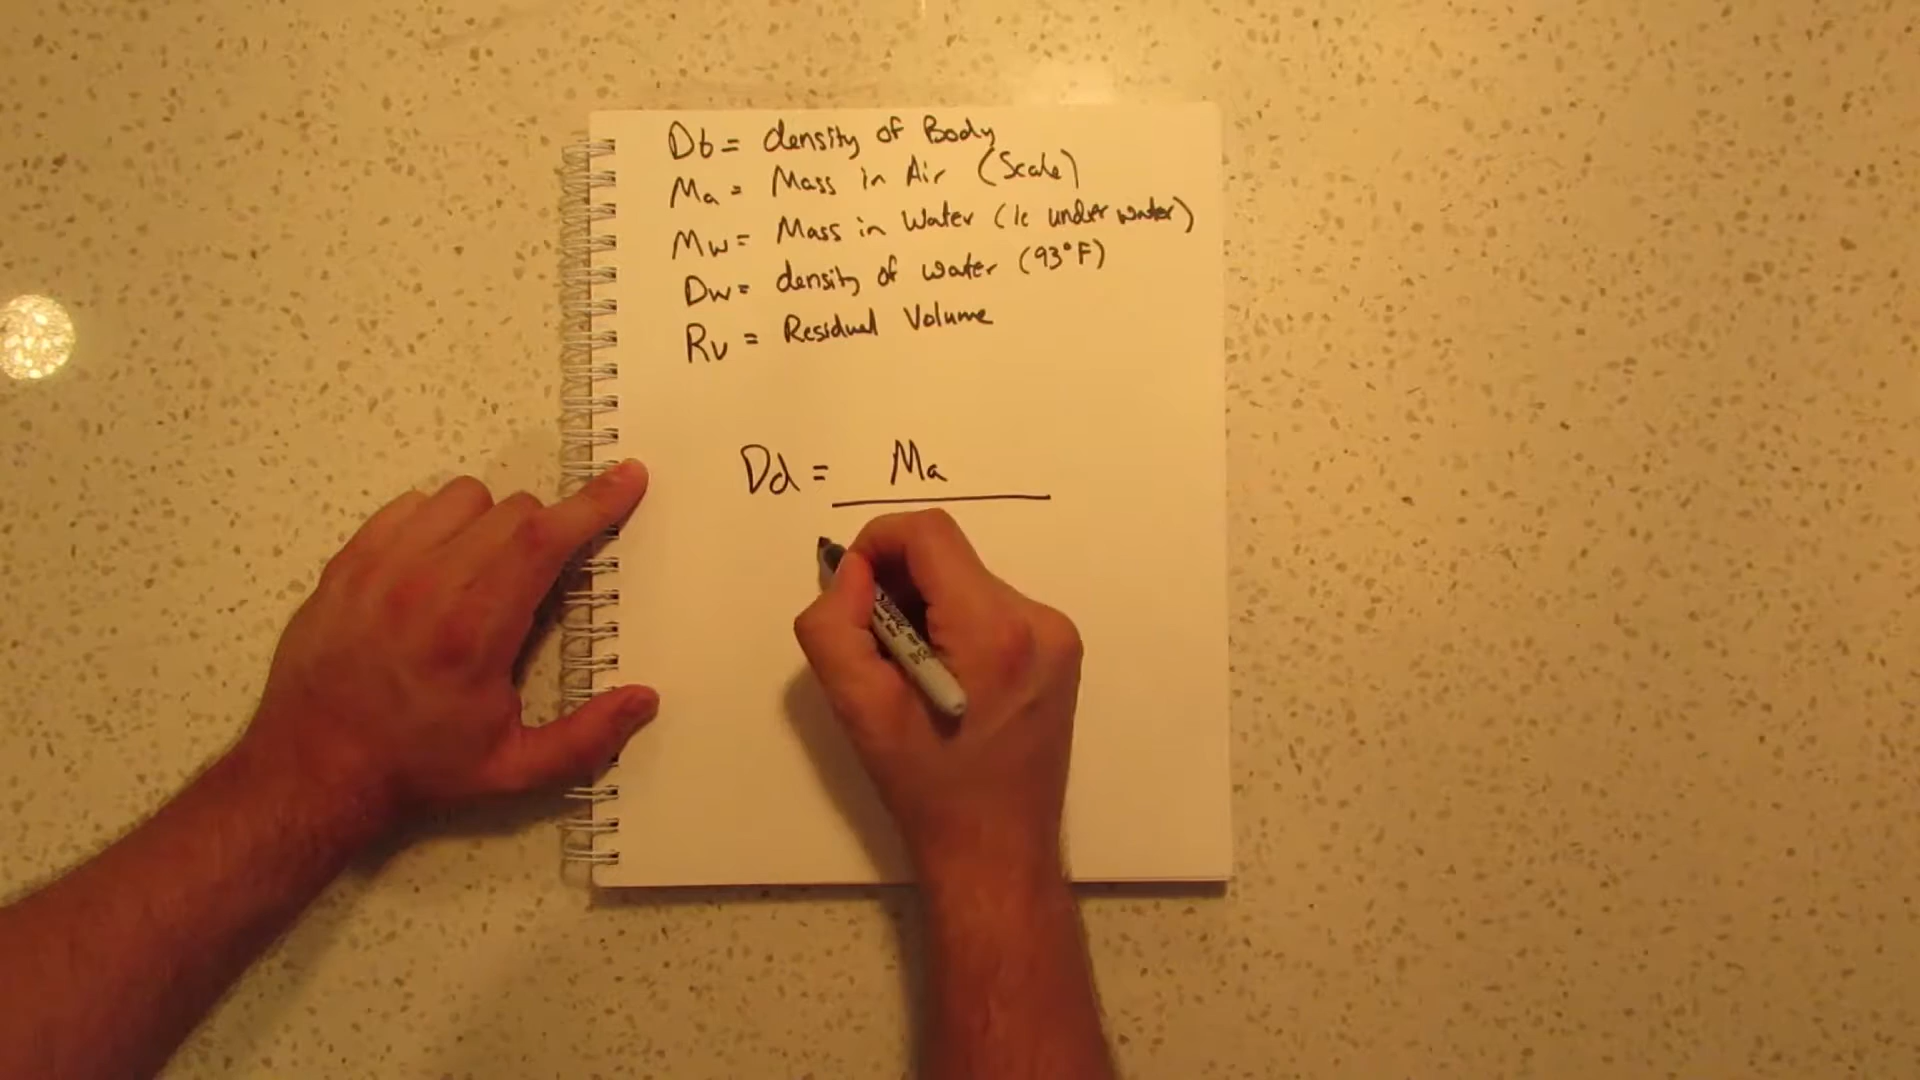 Db = density of Body
Ma = Mass in Air (Scale)
Mw = Mass in Water (ie under water)
Dw = density of water (93°F)
Rv = Residual Volume
Dd = Ma
Sharpie